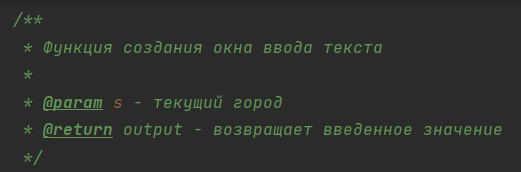 /**
* Функция создания окна ввода текста
*
* @param s - текущий город
* @return output - возвращает введенное значение
*/